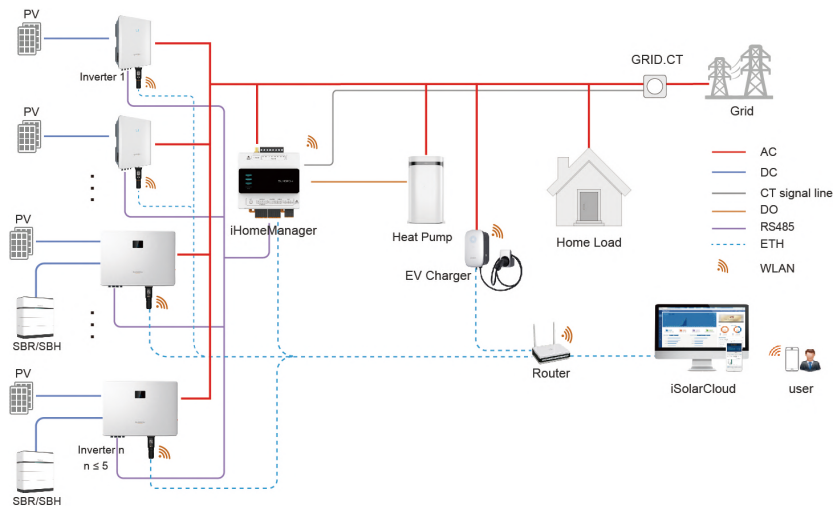 PV
Inverter 1
PV
PV
SBR/SBH
PV
Inverter n
n ≤ 5
SBR/SBH
iHomeManager
Heat Pump
EV Charger
Home Load
GRID.CT
Grid
AC
DC
CT signal line
DO
RS485
ETH
WLAN
Router
iSolarCloud
user